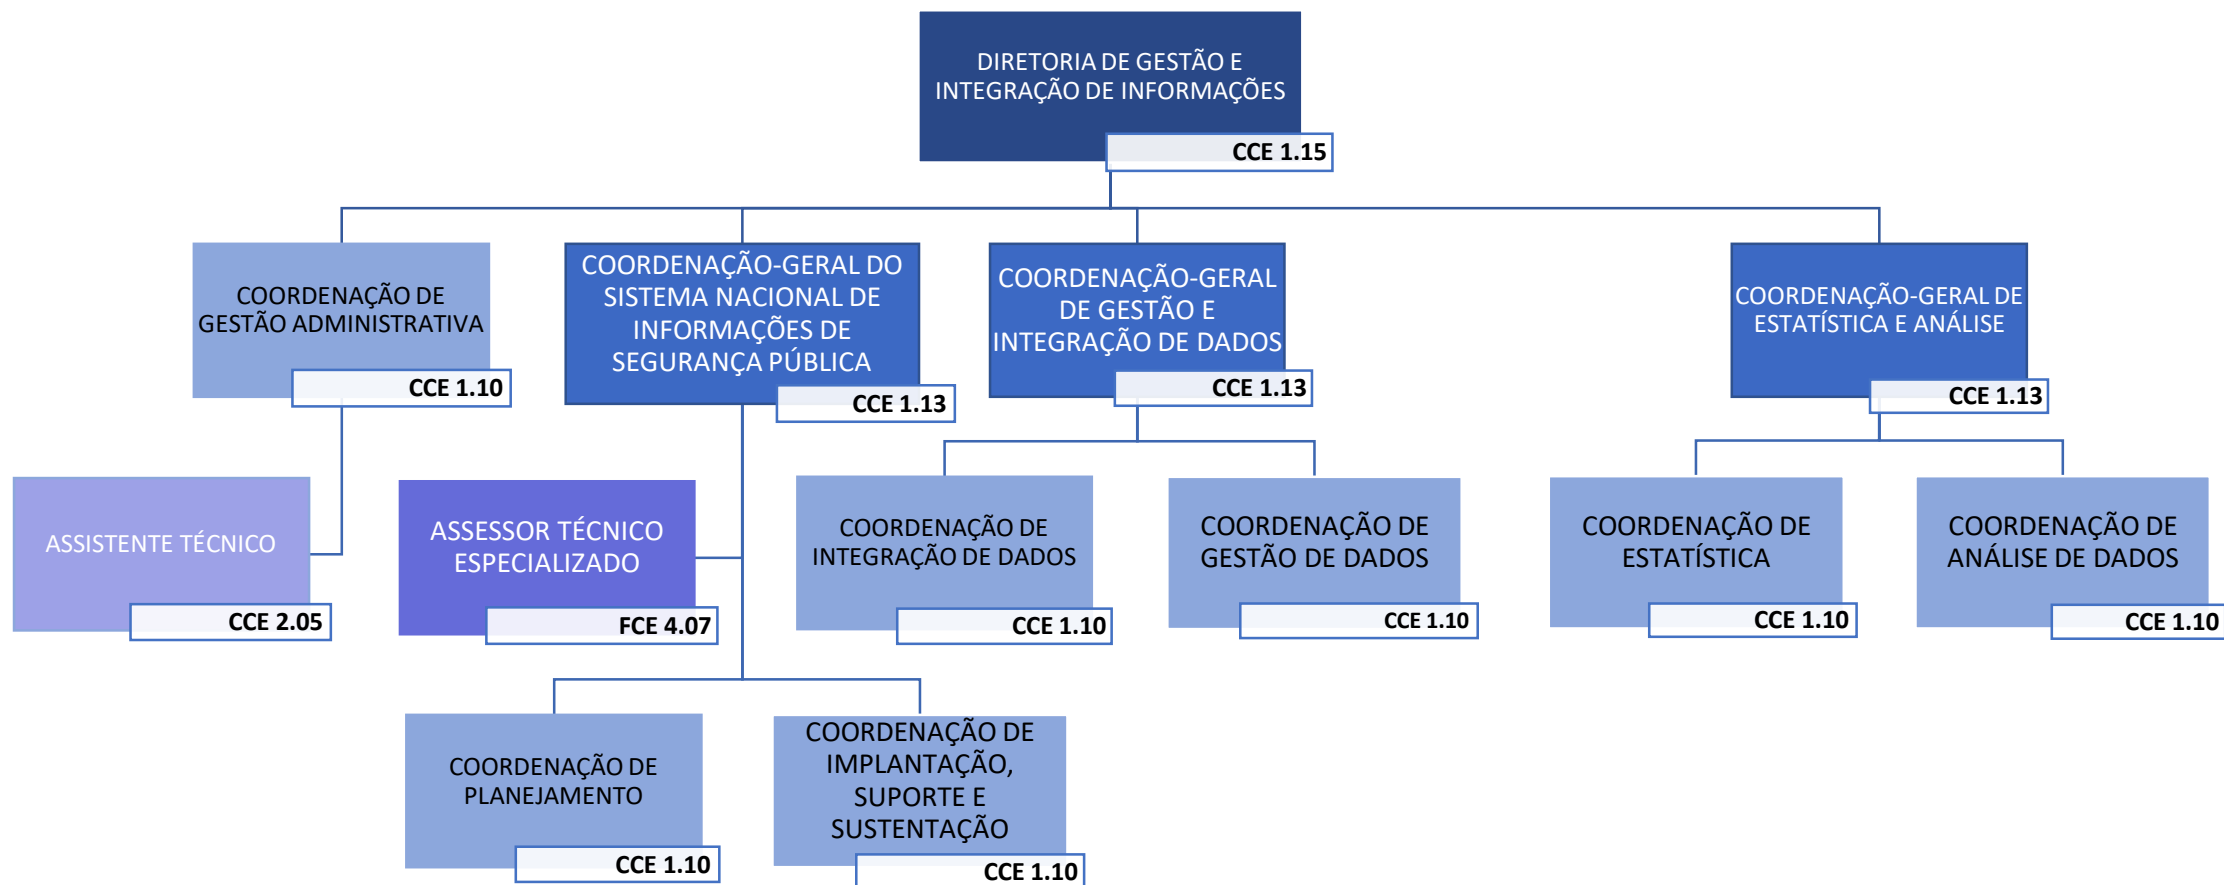 DIRETORIA DE GESTÃO E
INTEGRAÇÃO DE INFORMAÇÕES
CCE 1.15
COORDENAÇÃO DE
GESTÃO ADMINISTRATIVA
CCE 1.10
COORDENAÇÃO-GERAL DO
SISTEMA NACIONAL DE
INFORMAÇÕES DE
SEGURANÇA PÚBLICA
CCE 1.13
COORDENAÇÃO-GERAL
DE GESTÃO E
INTEGRAÇÃO DE DADOS
CCE 1.13
COORDENAÇÃO-GERAL DE
ESTATÍSTICA E ANÁLISE
CCE 1.13
ASSISTENTE TÉCNICO
CCE 2.05
ASSESSOR TÉCNICO
ESPECIALIZADO
FCE 4.07
COORDENAÇÃO DE
INTEGRAÇÃO DE DADOS
CCE 1.10
COORDENAÇÃO DE
GESTÃO DE DADOS
CCE 1.10
COORDENAÇÃO DE
ESTATÍSTICA
CCE 1.10
COORDENAÇÃO DE
ANÁLISE DE DADOS
CCE 1.10
COORDENAÇÃO DE
PLANEJAMENTO
CCE 1.10
COORDENAÇÃO DE
IMPLANTAÇÃO,
SUPORTE E
SUSTENTAÇÃO
CCE 1.10